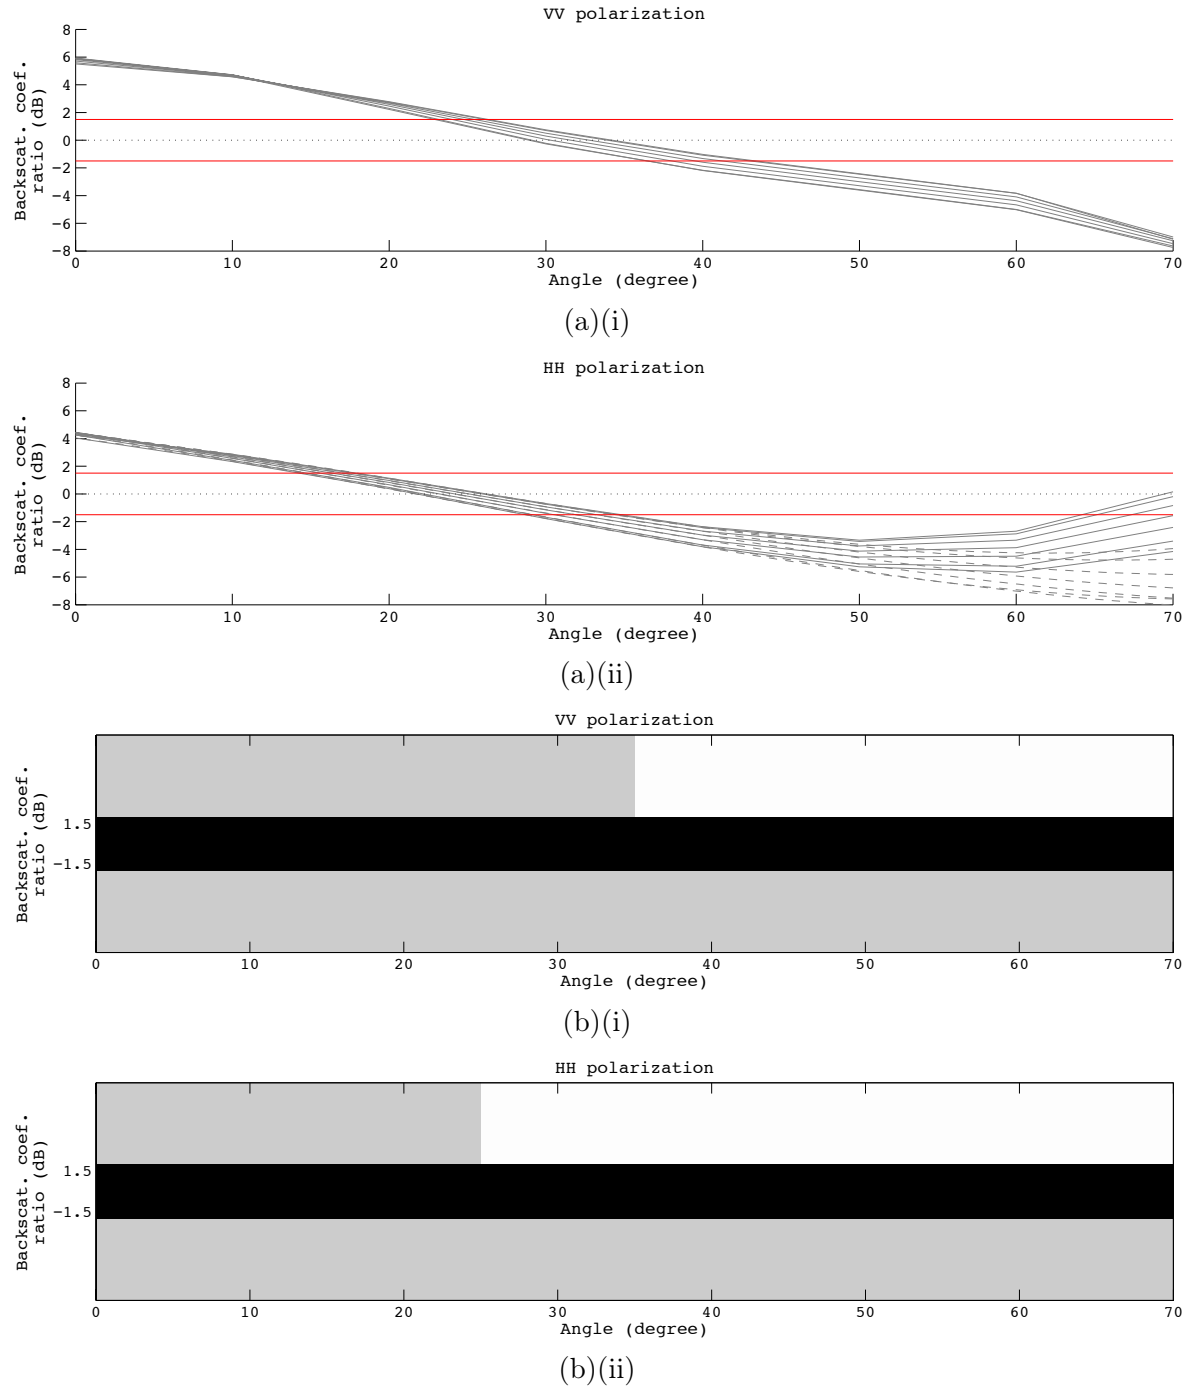 VV polarization
Backscat. coef.
ratio (dB)
8
6
4
2
0
−2
−4
−6
−8
0 10 20 30 40 50 60 70
Angle (degree)
(a)(i)
HH polarization
Backscat. coef.
ratio (dB)
8
6
4
2
0
−2
−4
−6
−8
0 10 20 30 40 50 60 70
Angle (degree)
(a)(ii)
VV polarization
Backscat. coef.
ratio (dB)
1.5
−1.5
0 10 20 30 40 50 60 70
Angle (degree)
(b)(i)
HH polarization
Backscat. coef.
ratio (dB)
1.5
−1.5
0 10 20 30 40 50 60 70
Angle (degree)
(b)(ii)